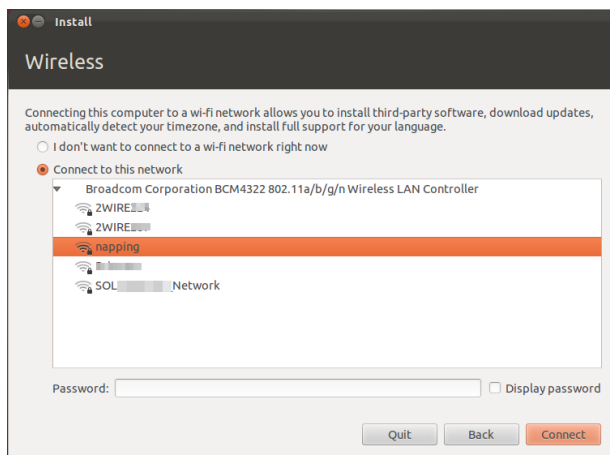 Install
Wireless
Connecting this computer to a wi-fi network allows you to install third-party software, download updates,
automatically detect your timezone, and install full support for your language.
I don't want to connect to a wi-fi network right now
Connect to this network
Broadcom Corporation BCM4322 802.11a/b/g/n Wireless LAN Controller
2WIRE
2WIRE
napping
SOL Network
Password:
Display password
Quit Back Connect